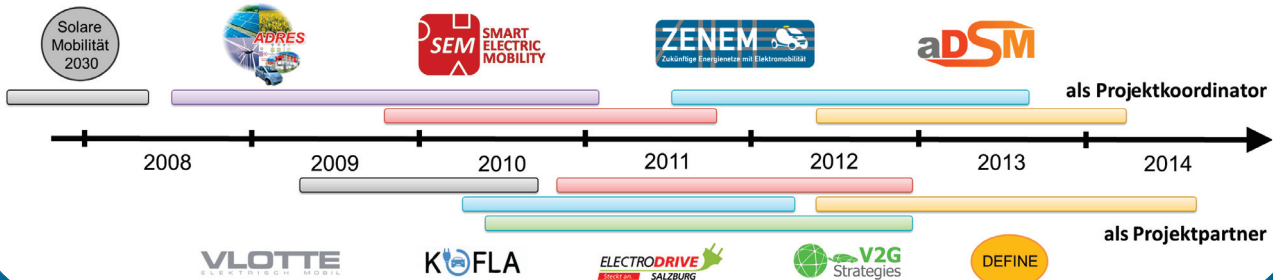 Solare
Mobilität
2030
ADRES
SEM
SMART
ELECTRIC
MOBILITY
ZENEM
Zukünftige Energienetze mit Elektromobilität
aDSM
als Projektkoordinator
2008 2009 2010 2011 2012 2013 2014
als Projektpartner
VLOTTE
ELEKTRISCH MOBIL
KOFLA
ELECTRODRIVE
Steckt an. SALZBURG
V2G
Strategies
DEFINE